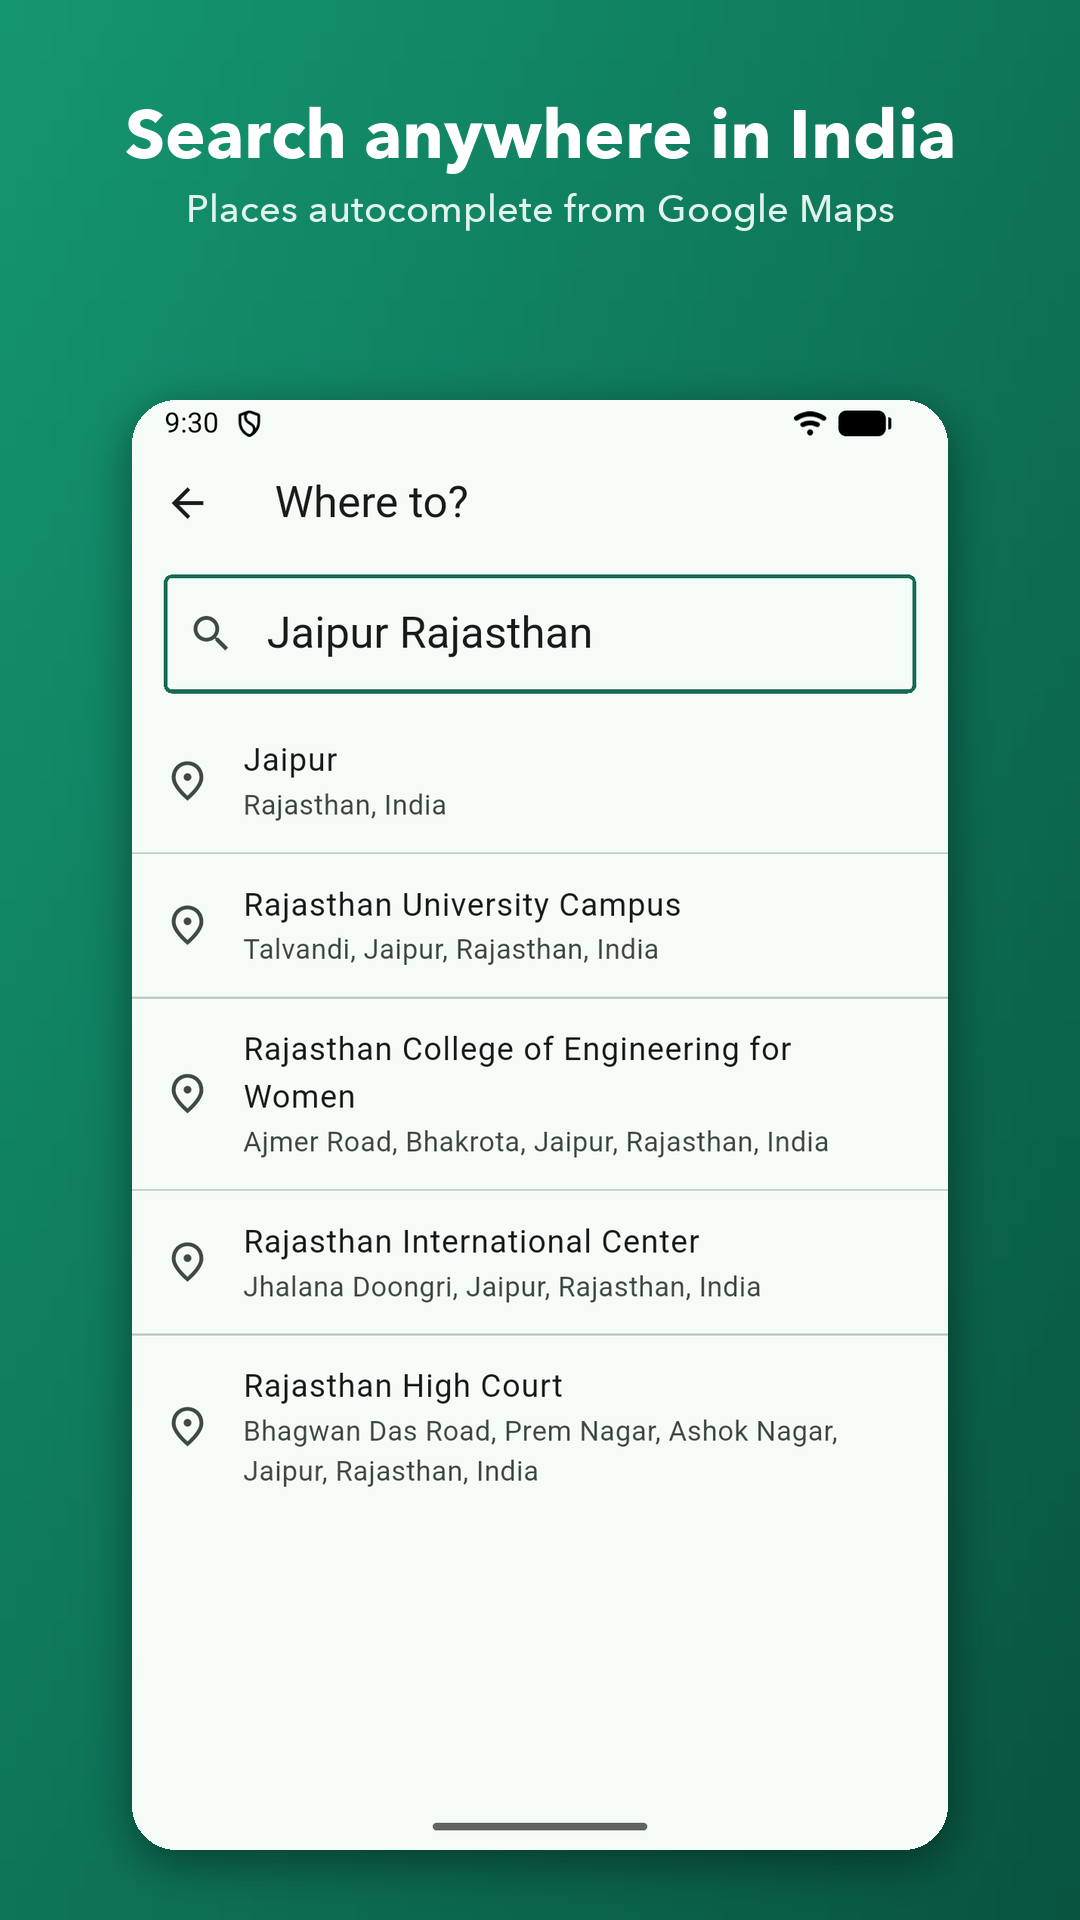 Search anywhere in India
Places autocomplete from Google Maps
9:30
Where to?
Jaipur Rajasthan
Jaipur
Rajasthan, India
Rajasthan University Campus
Talvandi, Jaipur, Rajasthan, India
Rajasthan College of Engineering for
Women
Ajmer Road, Bhakrota, Jaipur, Rajasthan, India
Rajasthan International Center
Jhalana Doongri, Jaipur, Rajasthan, India
Rajasthan High Court
Bhagwan Das Road, Prem Nagar, Ashok Nagar,
Jaipur, Rajasthan, India